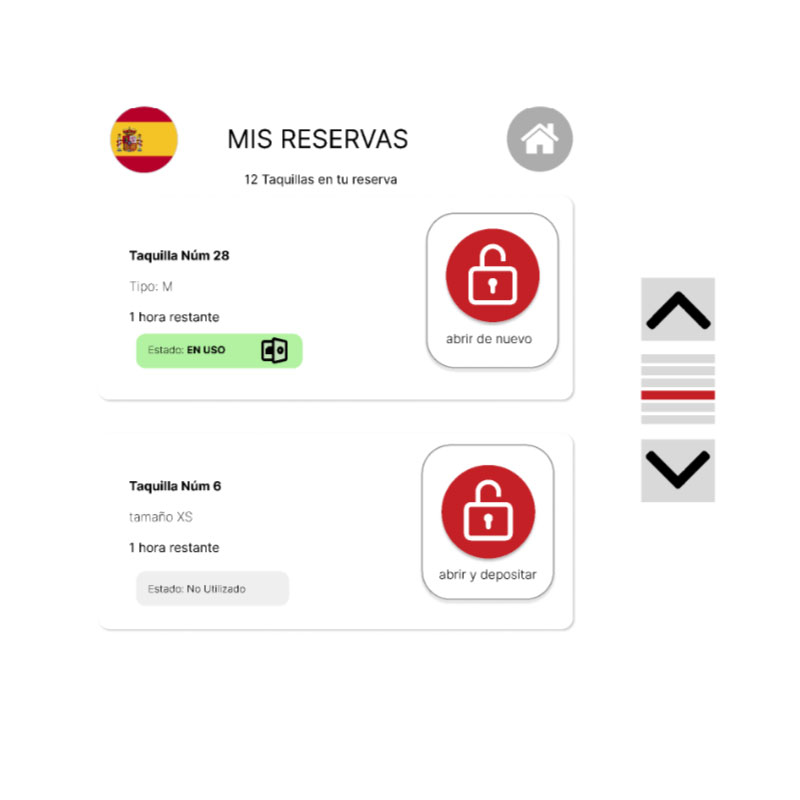 MIS RESERVAS
12 Taquillas en tu reserva
Taquilla Núm 28
Tipo: M
1 hora restante
Estado: EN USO
abrir de nuevo
Taquilla Núm 6
tamaño XS
1 hora restante
Estado: No Utilizado
abrir y depositar